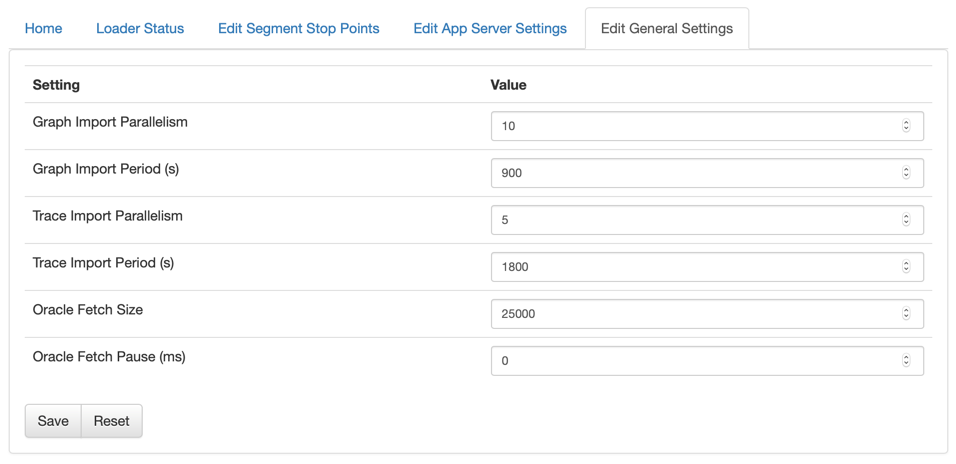 Home Loader Status Edit Segment Stop Points Edit App Server Settings Edit General Settings
Setting Value
Graph Import Parallelism 10
Graph Import Period (s) 900
Trace Import Parallelism 5
Trace Import Period (s) 1800
Oracle Fetch Size 25000
Oracle Fetch Pause (ms) 0
Save Reset